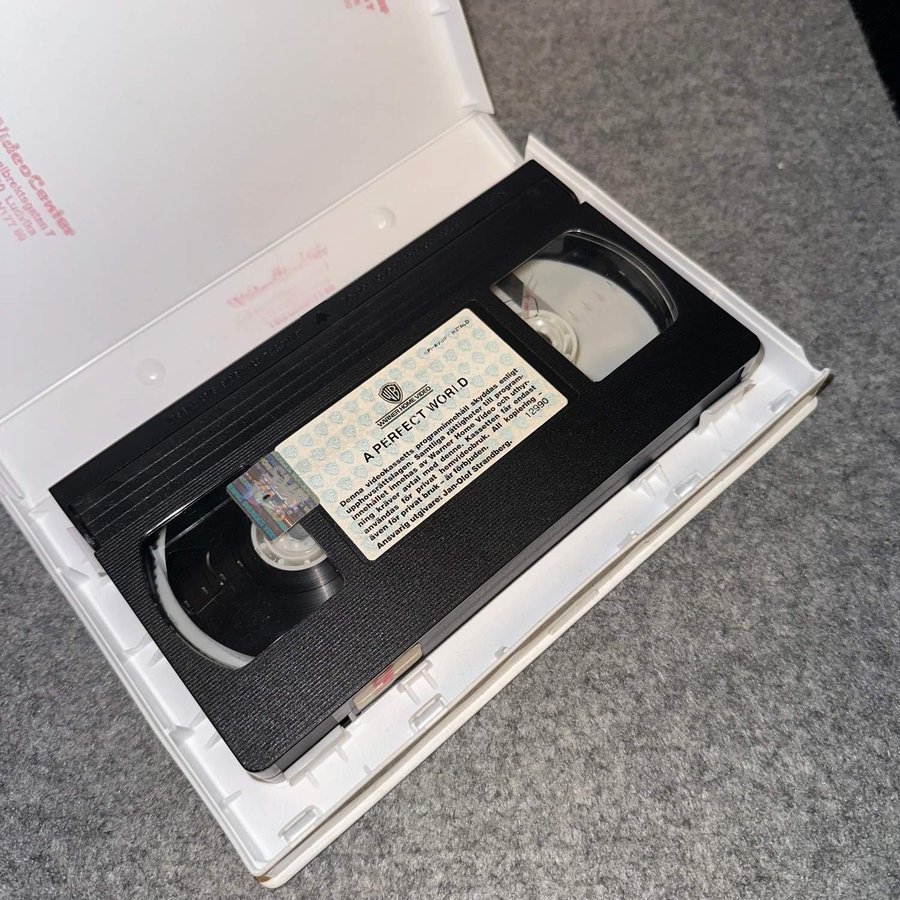 VideoCenter
WB
WARNER HOME VIDEO
A PERFECT WORLD
Denna videokassetts programinnehåll skyddas enligt
upphovsrättslagen. Samtliga rättigheter till program-
innehållet innehas av Warner Home Video och uthyr-
ning kräver avtal med denne. Kassetten får endast
användas för privat hemvideobruk. All kopiering –
även för privat bruk – är förbjuden.
Ansvarig utgivare: Jan-Olof Strandberg.
12990